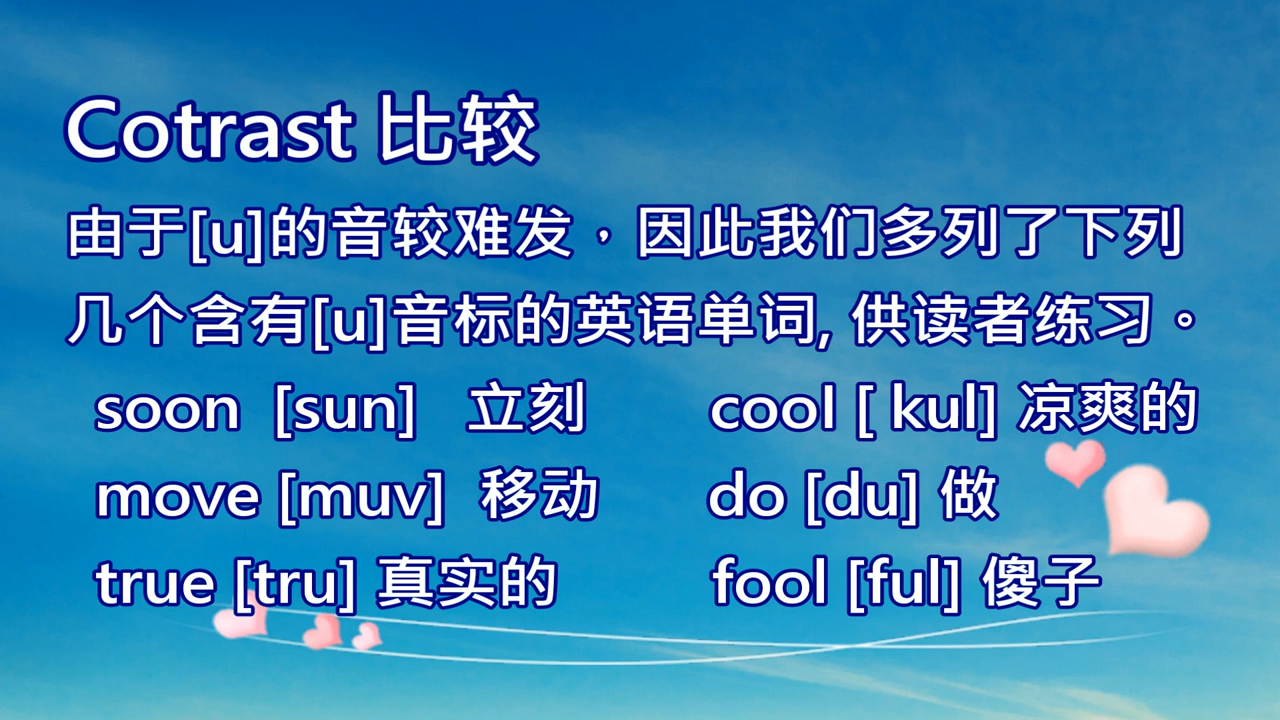 Cotrast 比较
由于[u]的音较难发，因此我们多列了下列
几个含有[u]音标的英语单词, 供读者练习。
soon [sun] 立刻 cool [ kul] 凉爽的
move [muv] 移动 do [du] 做
true [tru] 真实的 fool [ful] 傻子